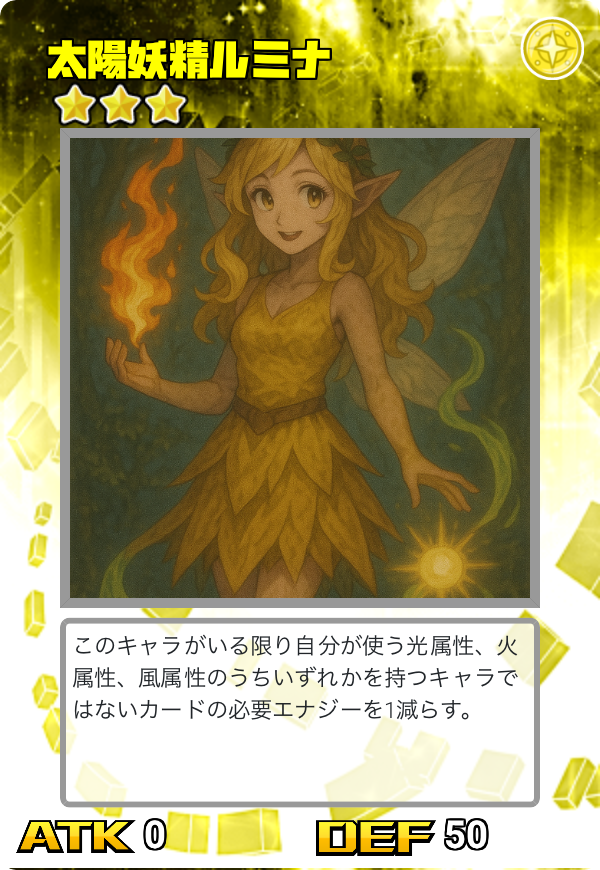 太陽妖精ルミナ
このキャラがいる限り自分が使う光属性、火
属性、風属性のうちいずれかを持つキャラで
はないカードの必要エナジーを1減らす。
ATK 0 DEF 50